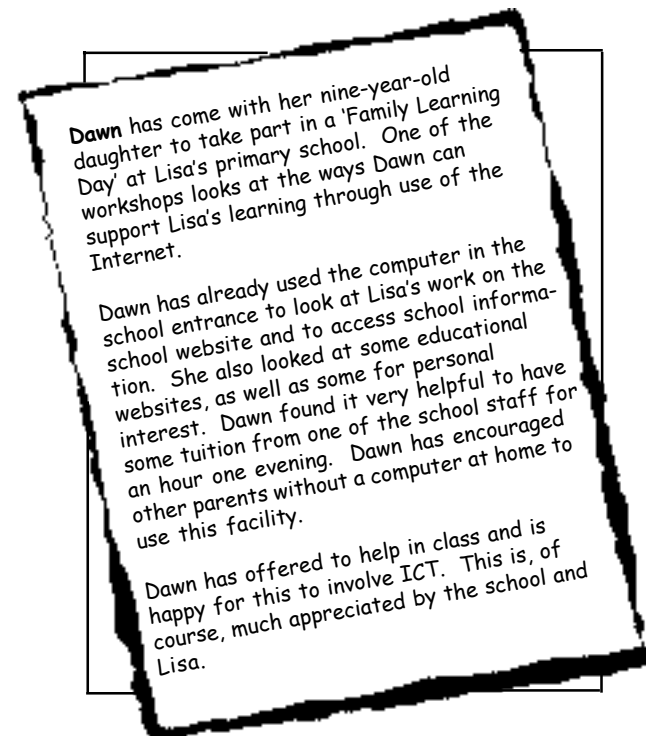 Dawn has come with her nine-year-old
daughter to take part in a 'Family Learning
Day' at Lisa's primary school.  One of the
workshops looks at the ways Dawn can
support Lisa's learning through use of the
Internet.

Dawn has already used the computer in the
school entrance to look at Lisa's work on the
school website and to access school informa-
tion.  She also looked at some educational
websites, as well as some for personal
interest.  Dawn found it very helpful to have
some tuition from one of the school staff for
an hour one evening.  Dawn has encouraged
other parents without a computer at home to
use this facility.

Dawn has offered to help in class and is
happy for this to involve ICT.  This is, of
course, much appreciated by the school and
Lisa.